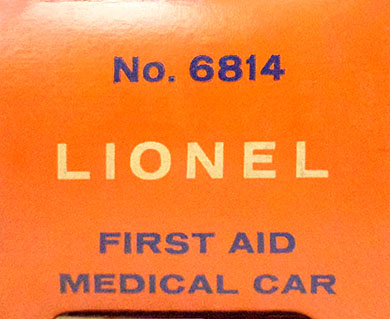 No. 6814
LIONEL
FIRST AID
MEDICAL CAR